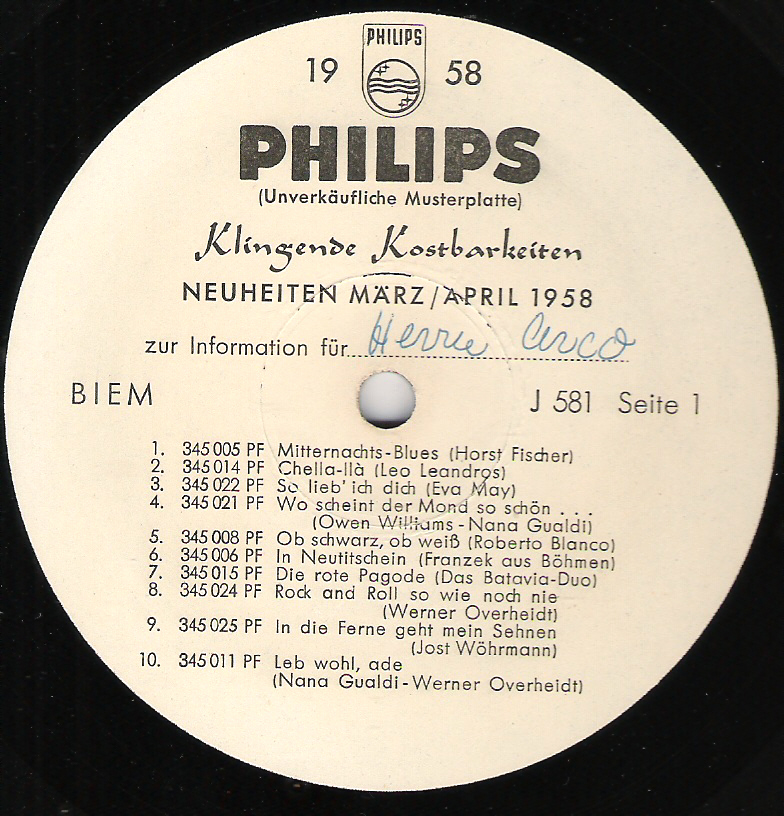 PHILIPS
19 58
PHILIPS
(Unverkäufliche Musterplatte)
Klingende Kostbarkeiten
NEUHEITEN MÄRZ/APRIL 1958
zur Information für Herrn
BIEM J 581 Seite 1
1. 345 005 PF Mitternachts-Blues (Horst Fischer)
2. 345 014 PF Chella-llà (Leo Leandros)
3. 345 022 PF So lieb' ich dich (Eva May)
4. 345 021 PF Wo scheint der Mond so schön . . .
(Owen Williams - Nana Gualdi)
5. 345 008 PF Ob schwarz, ob weiß (Roberto Blanco)
6. 345 006 PF In Neutitschein (Franzek aus Böhmen)
7. 345 015 PF Die rote Pagode (Das Batavia-Duo)
8. 345 024 PF Rock and Roll so wie noch nie
(Werner Overheidt)
9. 345 025 PF In die Ferne geht mein Sehnen
(Jost Wöhrmann)
10. 345 011 PF Leb wohl, ade
(Nana Gualdi - Werner Overheidt)